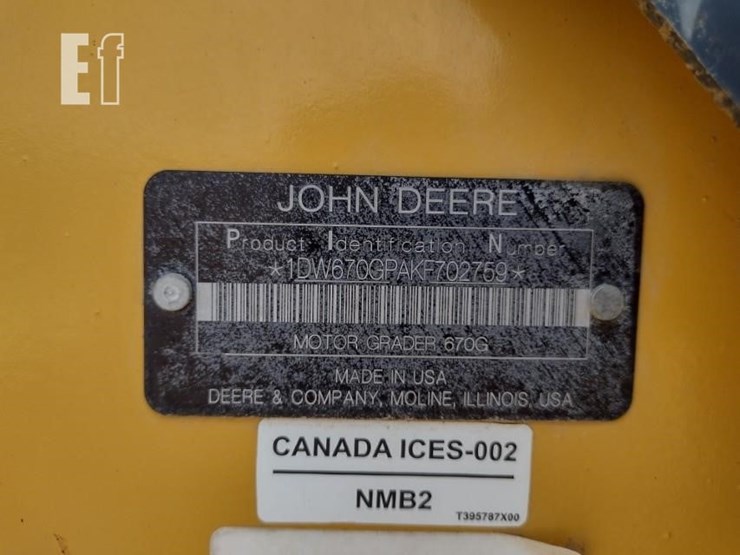 Ef
JOHN DEERE
Product Identification Number
*1DW670GPAKF702759*
MOTOR GRADER 670G
MADE IN USA
DEERE & COMPANY, MOLINE, ILLINOIS, USA
CANADA ICES-002
NMB2
T395787X00